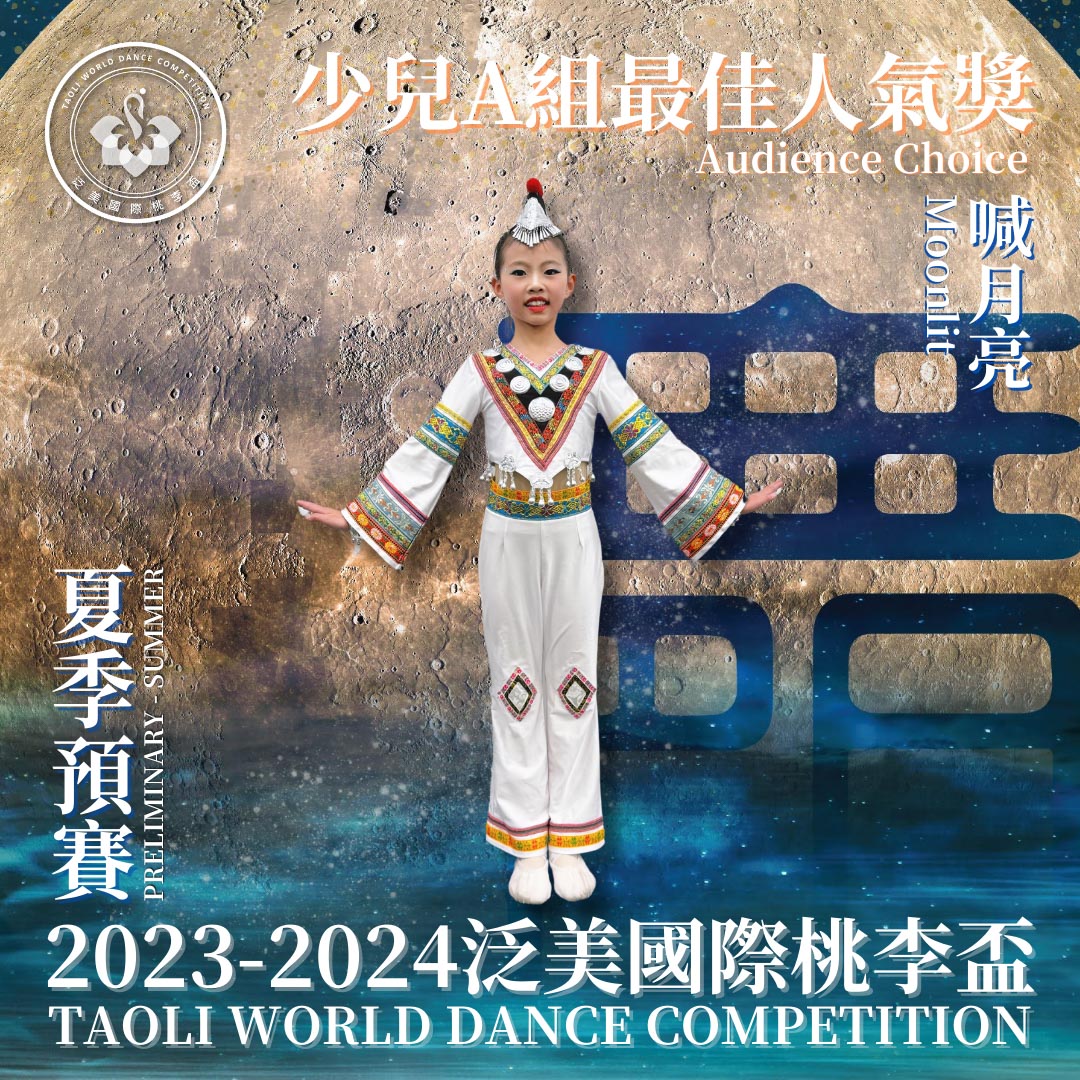 TAOLI WORLD DANCE COMPETITION
泛美國際桃李盃
少兒A組最佳人氣獎
Audience Choice
喊月亮
Moonlit
夏季預賽
PRELIMINARY - SUMMER
2023-2024泛美國際桃李盃
TAOLI WORLD DANCE COMPETITION